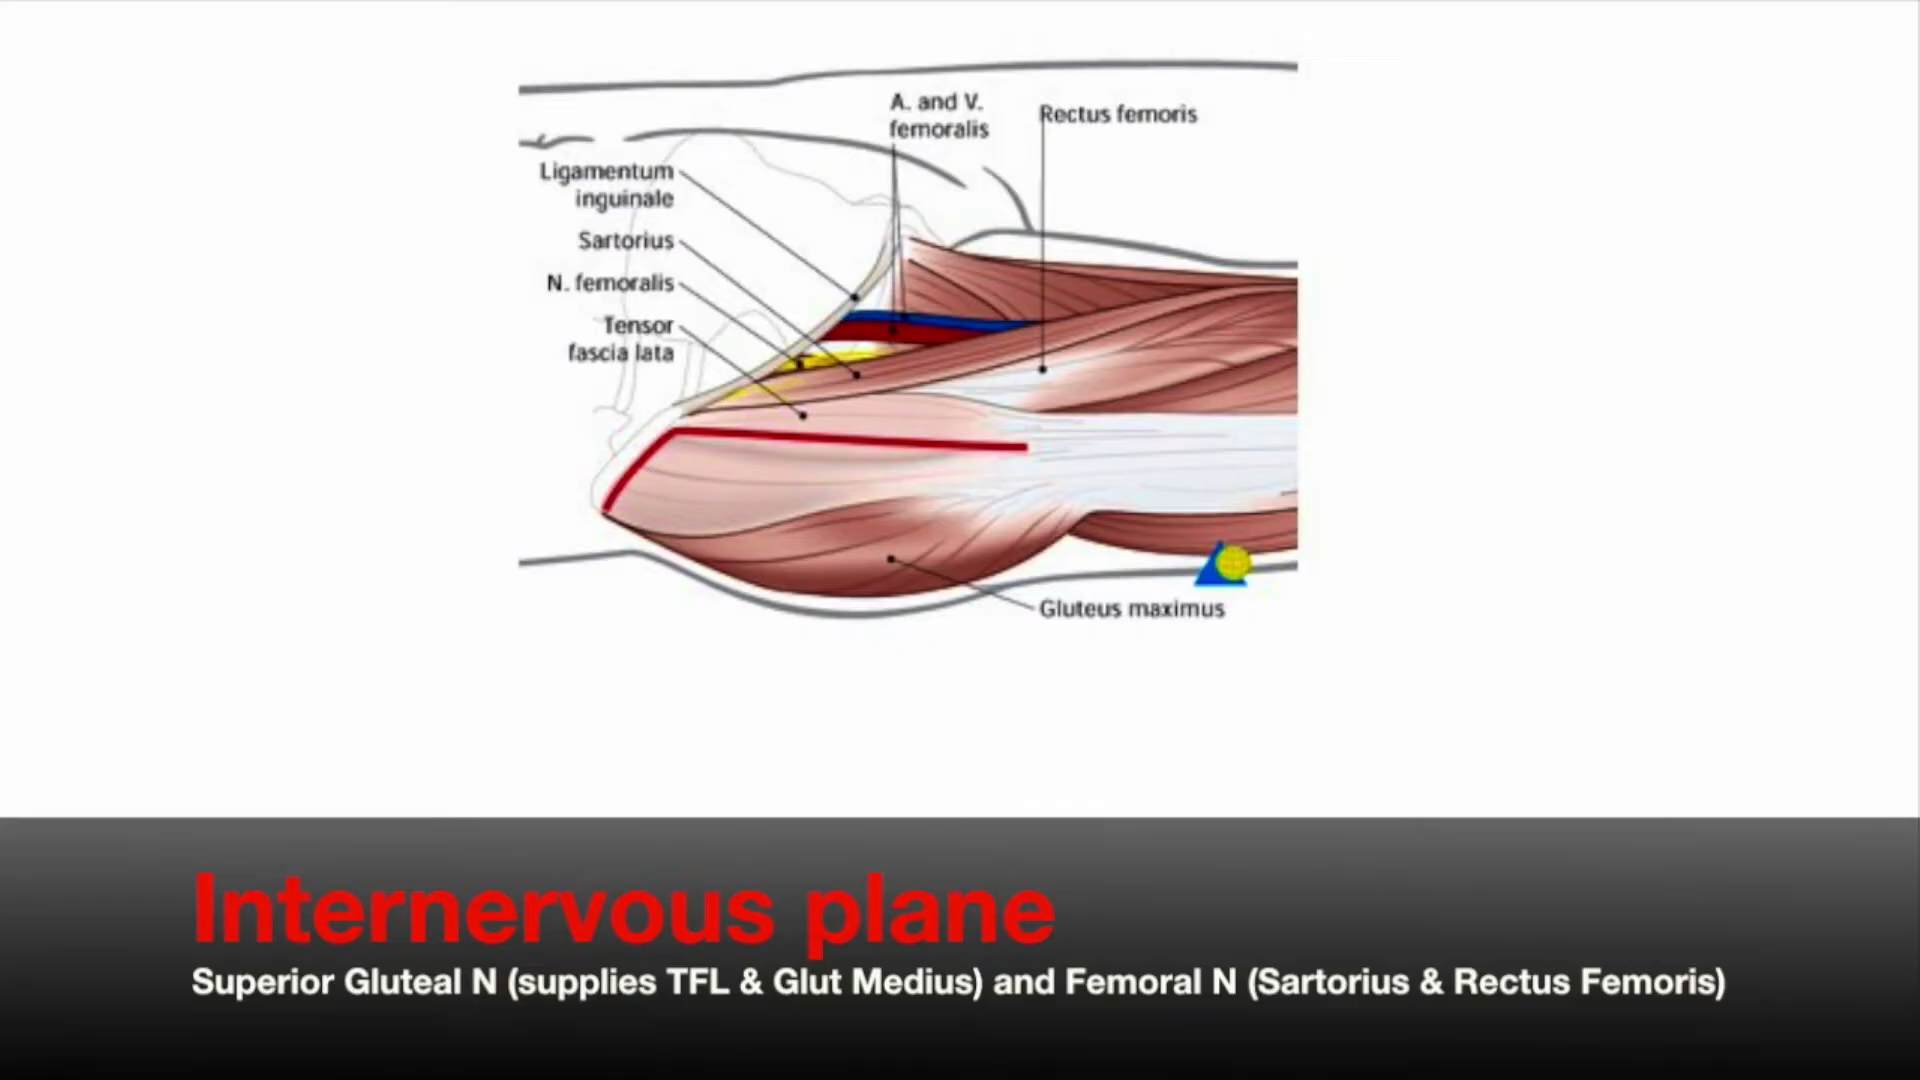 A. and V.
femoralis
Rectus femoris
Ligamentum
inguinale
Sartorius
N. femoralis
Tensor
fascia lata
Gluteus maximus
Internervous plane
Superior Gluteal N (supplies TFL & Glut Medius) and Femoral N (Sartorius & Rectus Femoris)